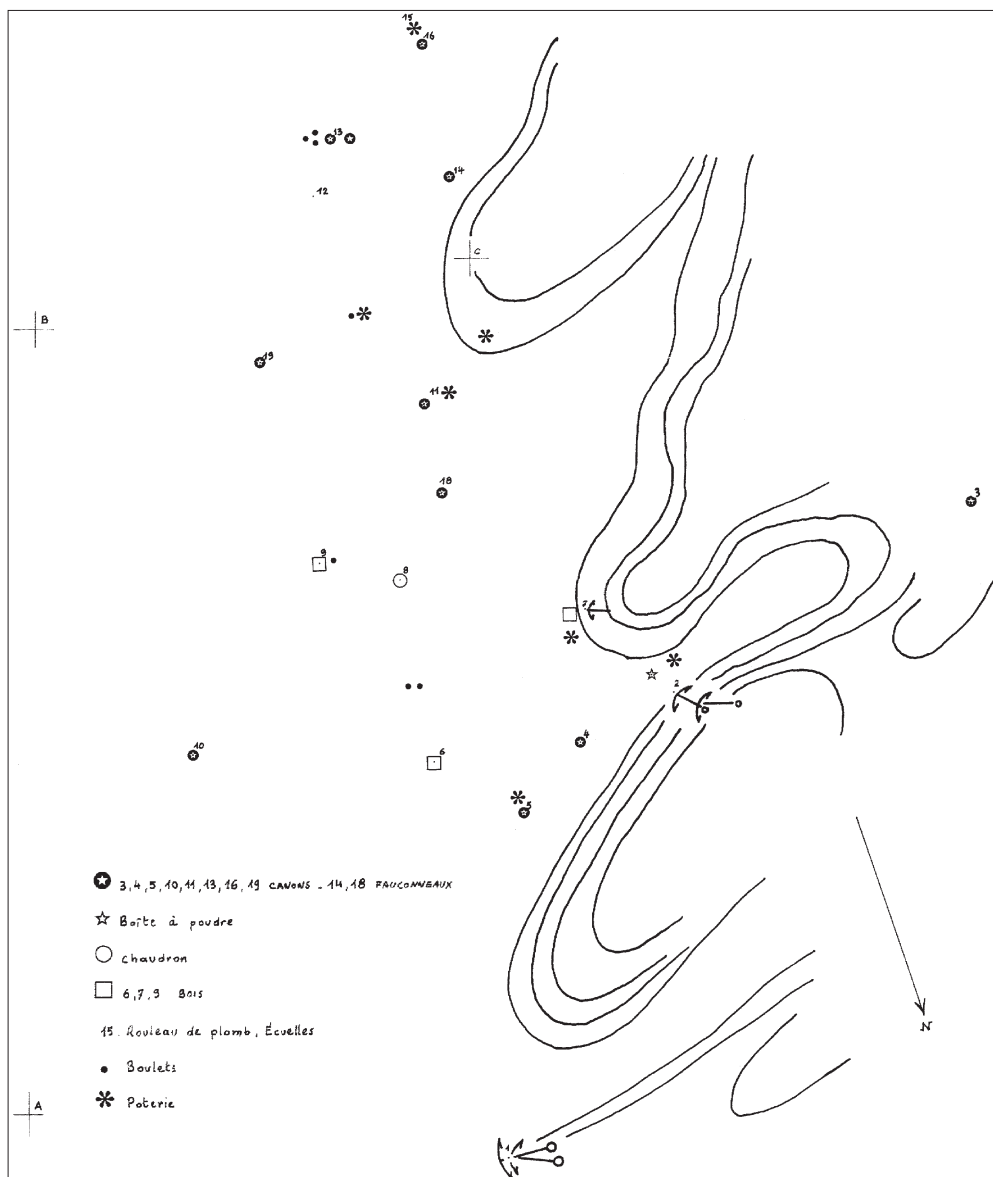 15
16
13
14
12
C
B
19
11
18
3
9
8
7
2
10
4
6
5
3, 4, 5, 10, 11, 13, 16, 19 CANONS - 14, 18 FAUCONNEAUX
Boîte à poudre
Chaudron
6, 7, 9 Bois
15. Rouleau de plomb, Écuelles
Boulets
Poterie
N
A
1